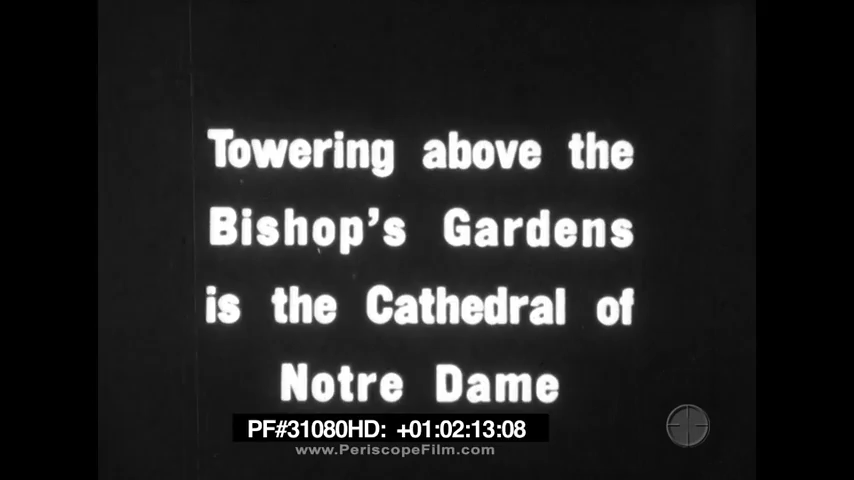 Towering above the
Bishop's Gardens
is the Cathedral of
Notre Dame
PF#31080HD: +01:02:13:08
www.PeriscopeFilm.com